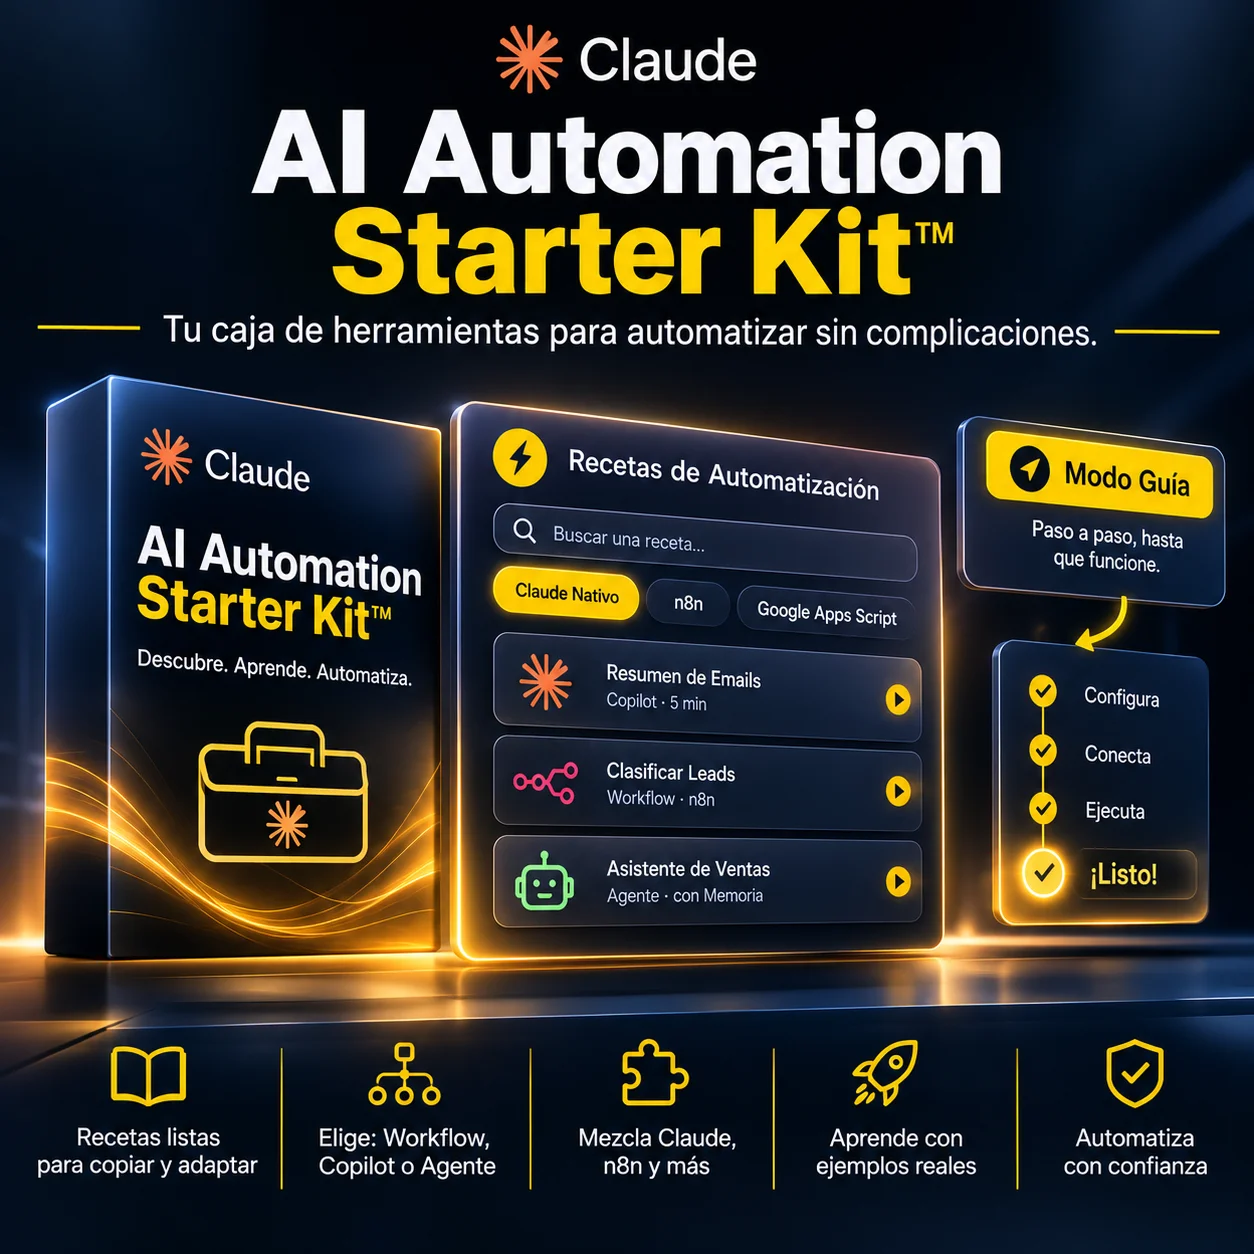 Claude
AI Automation
Starter Kit™
Tu caja de herramientas para automatizar sin complicaciones.
Claude
AI Automation
Starter Kit™
Descubre. Aprende. Automatiza.
Recetas de Automatización
Buscar una receta...
Claude Nativo
n8n
Google Apps Script
Resumen de Emails
Copilot · 5 min
Clasificar Leads
Workflow · n8n
Asistente de Ventas
Agente · con Memoria
Modo Guía
Paso a paso, hasta
que funcione.
Configura
Conecta
Ejecuta
¡Listo!
Recetas listas
para copiar y adaptar
Elige: Workflow,
Copilot o Agente
Mezcla Claude,
n8n y más
Aprende con
ejemplos reales
Automatiza
con confianza